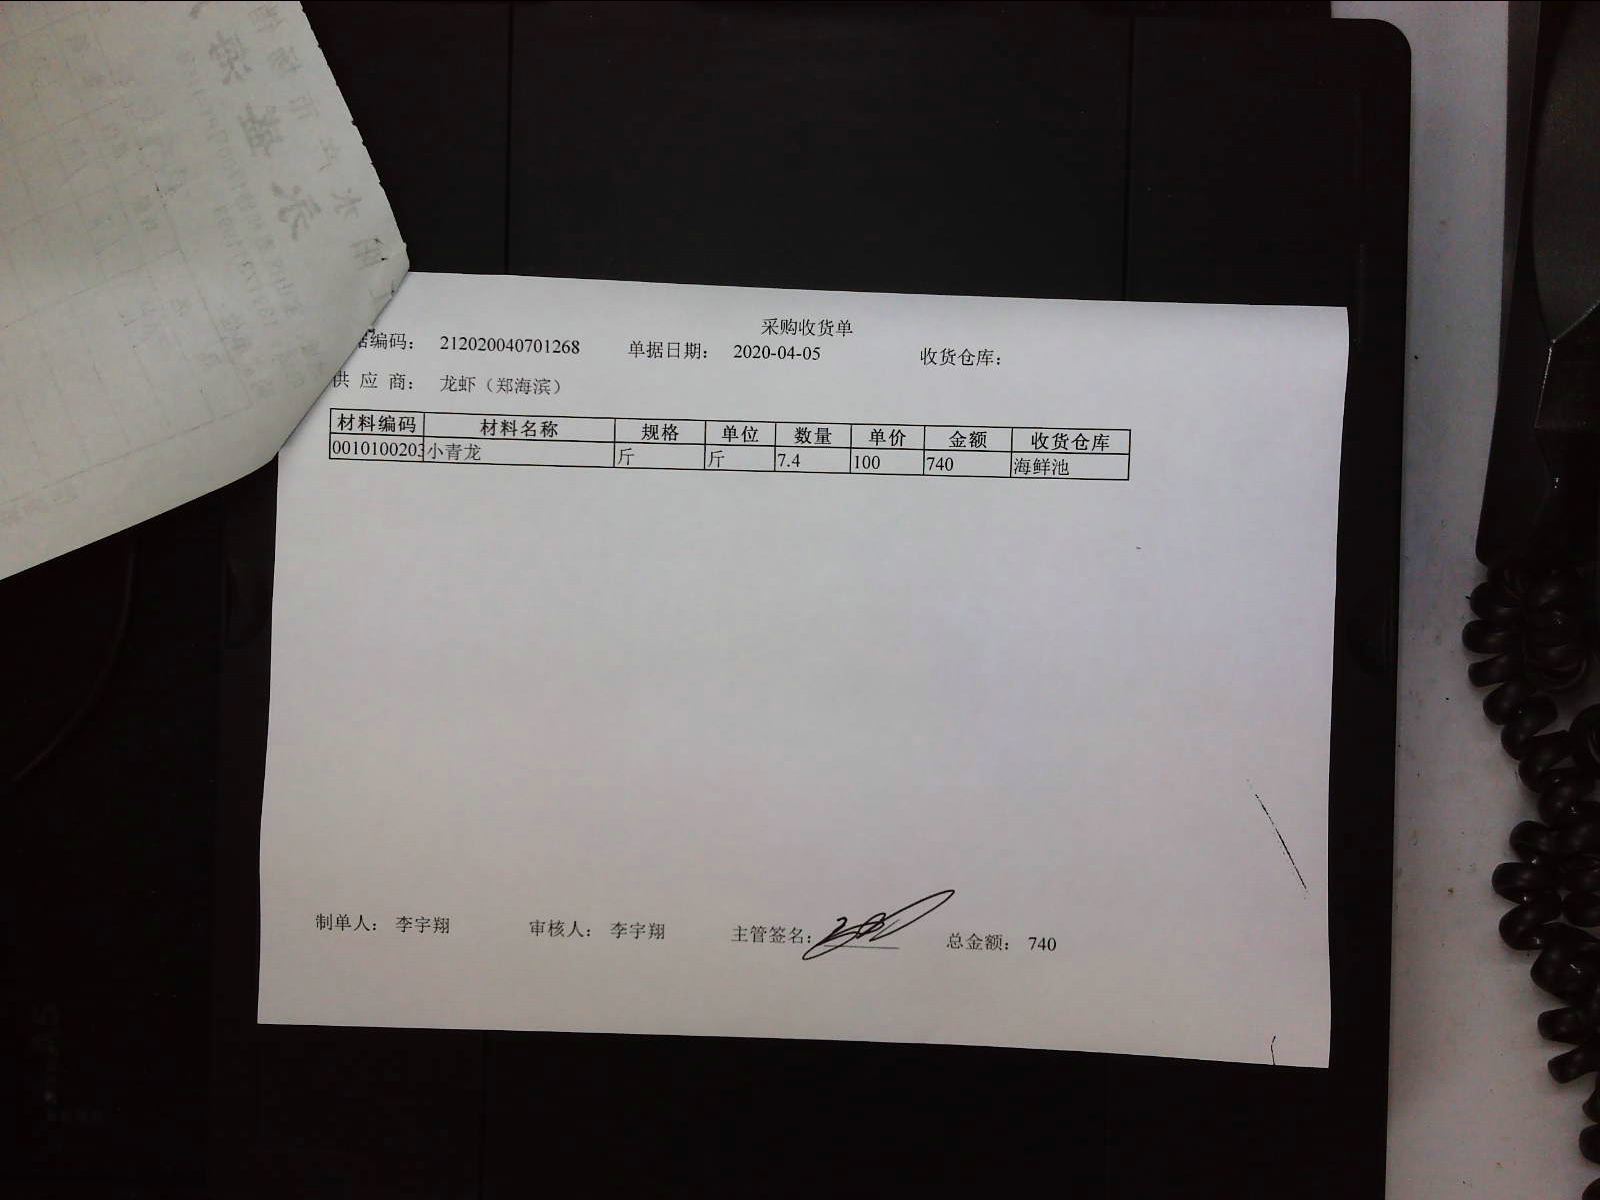 采购收货单
据编码： 212020040701268 单据日期： 2020-04-05 收货仓库：
供 应 商： 龙虾（郑海滨）
材料编码 材料名称 规格 单位 数量 单价 金额 收货仓库
0010100203 小青龙 斤 斤 7.4 100 740 海鲜池
制单人： 李宇翔 审核人： 李宇翔 主管签名： 总金额： 740